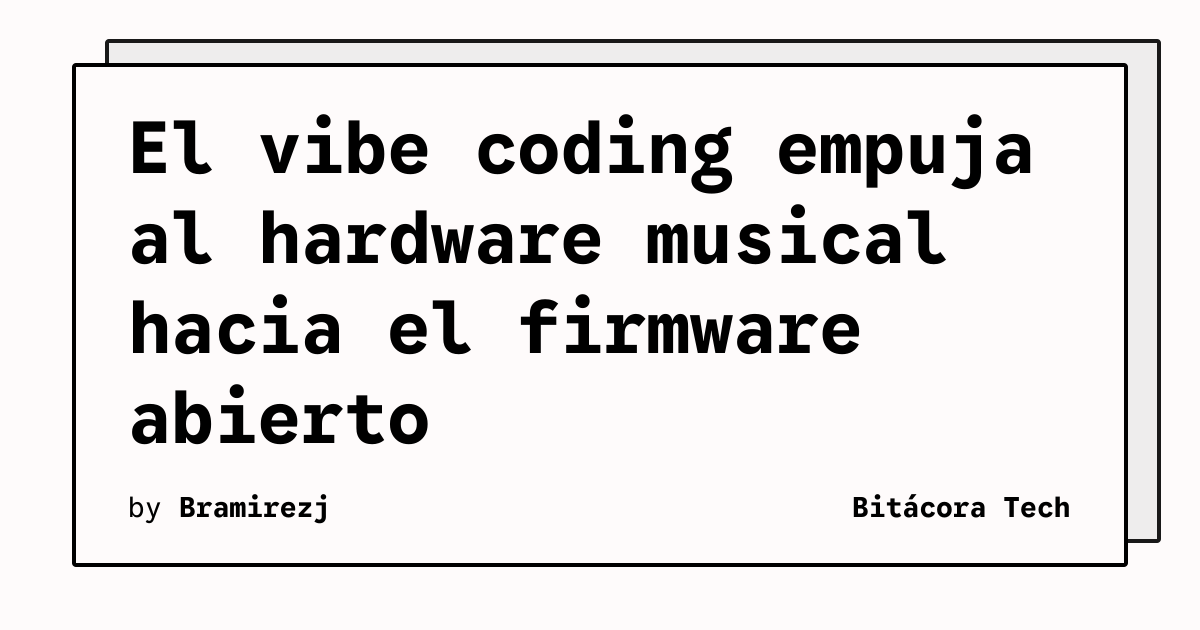 El vibe coding empuja
al hardware musical
hacia el firmware
abierto
by Bramirezj
Bitácora Tech